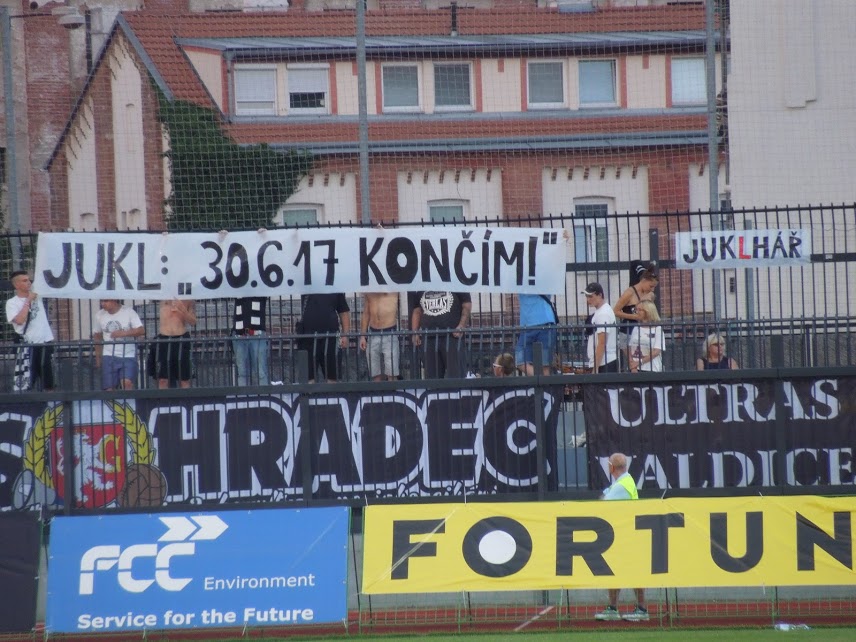 JUKL: „30.6.17 KONČÍM!“
JUKLHÁŘ
EVERLAST
S HRADEC
ULTRAS
VALDICE
FCC Environment
Service for the Future
FORTUN